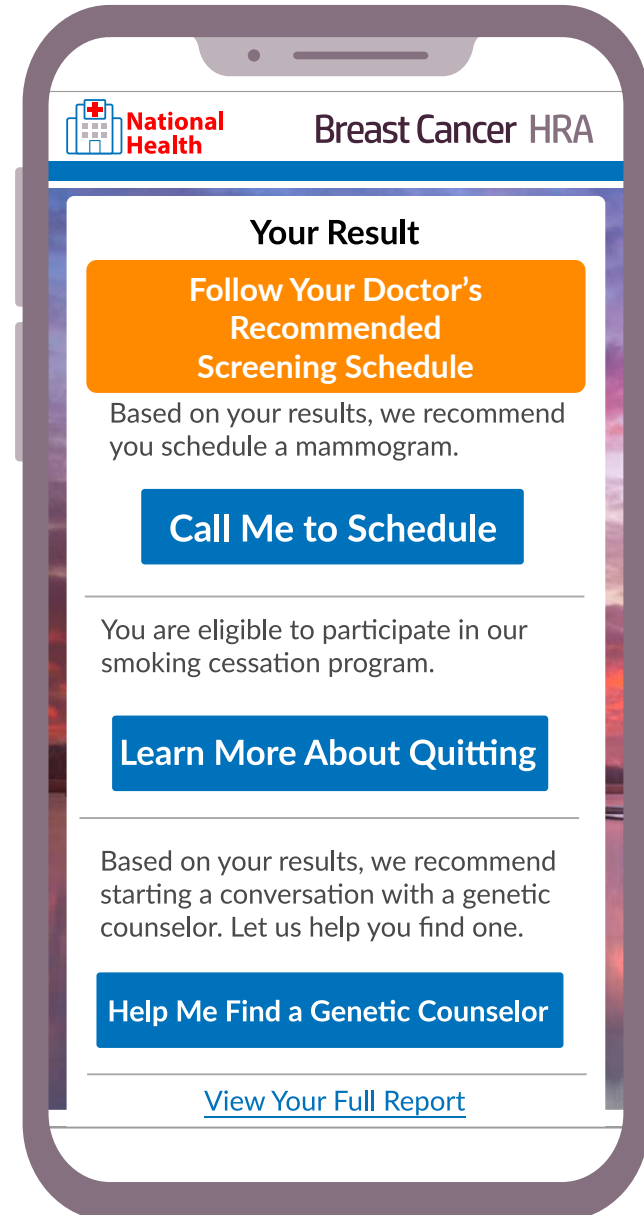 National
Health
Breast Cancer HRA
Your Result
Follow Your Doctor’s
Recommended
Screening Schedule
Based on your results, we recommend
you schedule a mammogram.
Call Me to Schedule
You are eligible to participate in our
smoking cessation program.
Learn More About Quitting
Based on your results, we recommend
starting a conversation with a genetic
counselor. Let us help you find one.
Help Me Find a Genetic Counselor
View Your Full Report